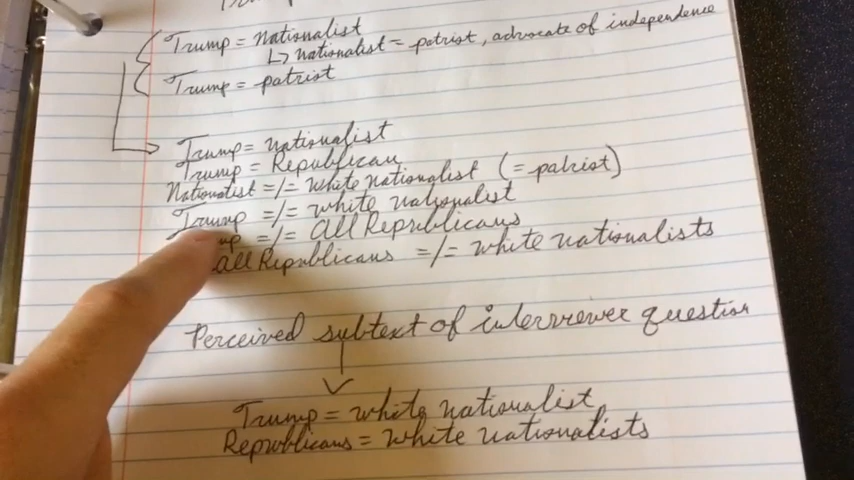 Trump = Nationalist
↳ nationalist = patriot, advocate of independence
Trump = patriot
Trump = nationalist
Trump = Republican
Nationalist =/= white nationalist (= patriot)
Trump =/= white nationalist
=/= All Republicans
All Republicans =/= white nationalists
Perceived subtext of interviewer question
Trump = white nationalist
Republicans = white nationalists